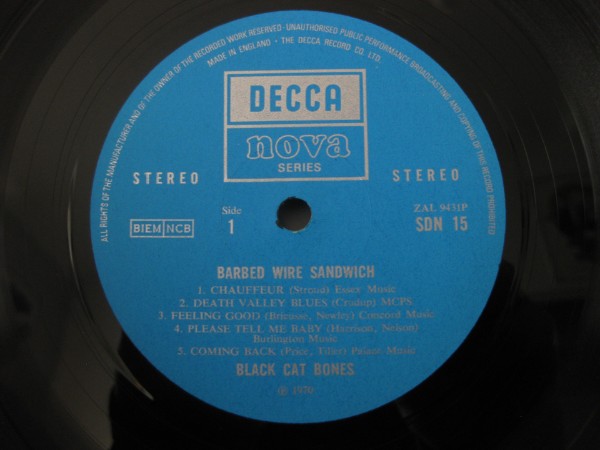 ALL RIGHTS OF THE MANUFACTURER AND OF THE OWNER OF THE RECORDED WORK RESERVED · UNAUTHORISED PUBLIC PERFORMANCE BROADCASTING AND COPYING OF THIS RECORD PROHIBITED
MADE IN ENGLAND · THE DECCA RECORD CO. LTD.
DECCA
nova
SERIES
STEREO
STEREO
BIEM NCB
Side
1
ZAL 9431P
SDN 15
BARBED WIRE SANDWICH
1. CHAUFFEUR (Stroud) Essex Music
2. DEATH VALLEY BLUES (Crudup) MCPS
3. FEELING GOOD (Bricusse, Newley) Concord Music
4. PLEASE TELL ME BABY (Harrison, Nelson)
Burlington Music
5. COMING BACK (Price, Tiller) Palace Music
BLACK CAT BONES
℗ 1970